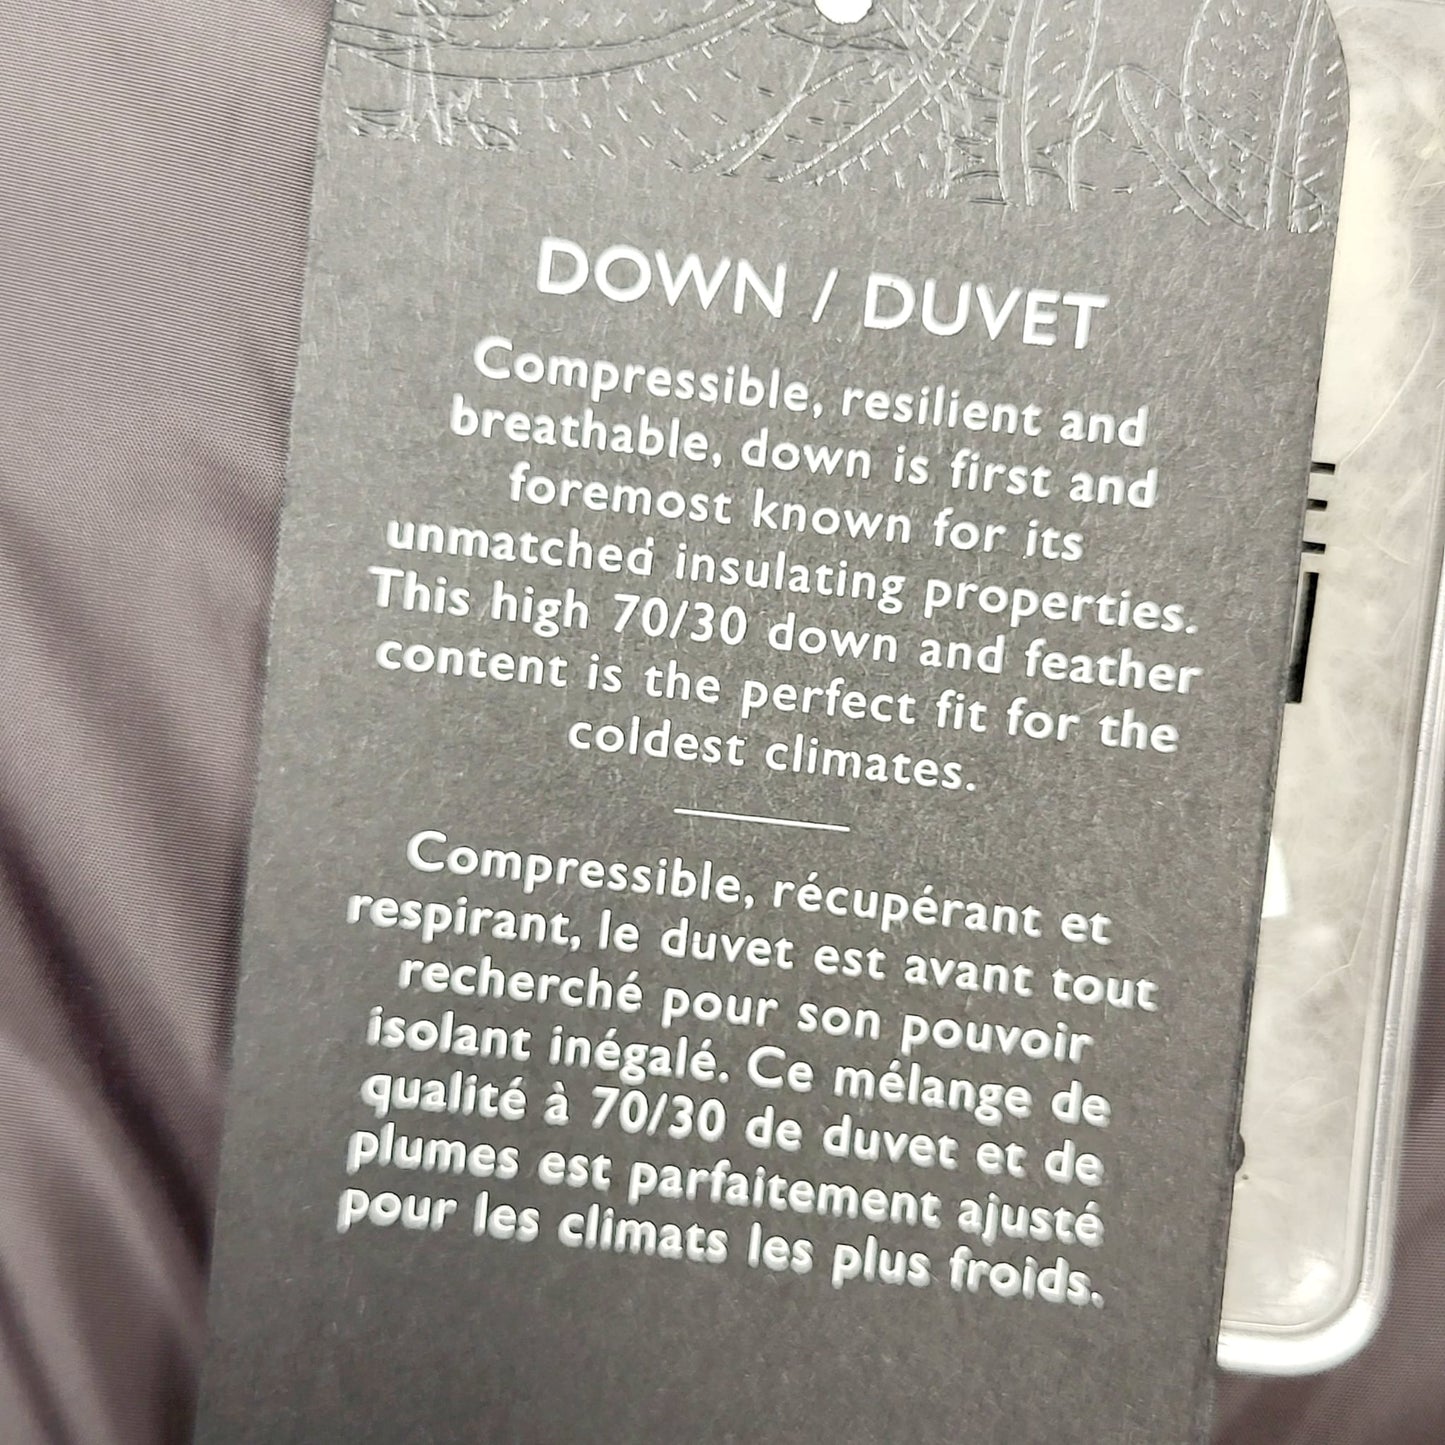 DOWN / DUVET
Compressible, resilient and
breathable, down is first and
foremost known for its
unmatched insulating properties.
This high 70/30 down and feather
content is the perfect fit for the
coldest climates.
Compressible, récupérant et
respirant, le duvet est avant tout
recherché pour son pouvoir
isolant inégalé. Ce mélange de
qualité à 70/30 de duvet et de
plumes est parfaitement ajusté
pour les climats les plus froids.